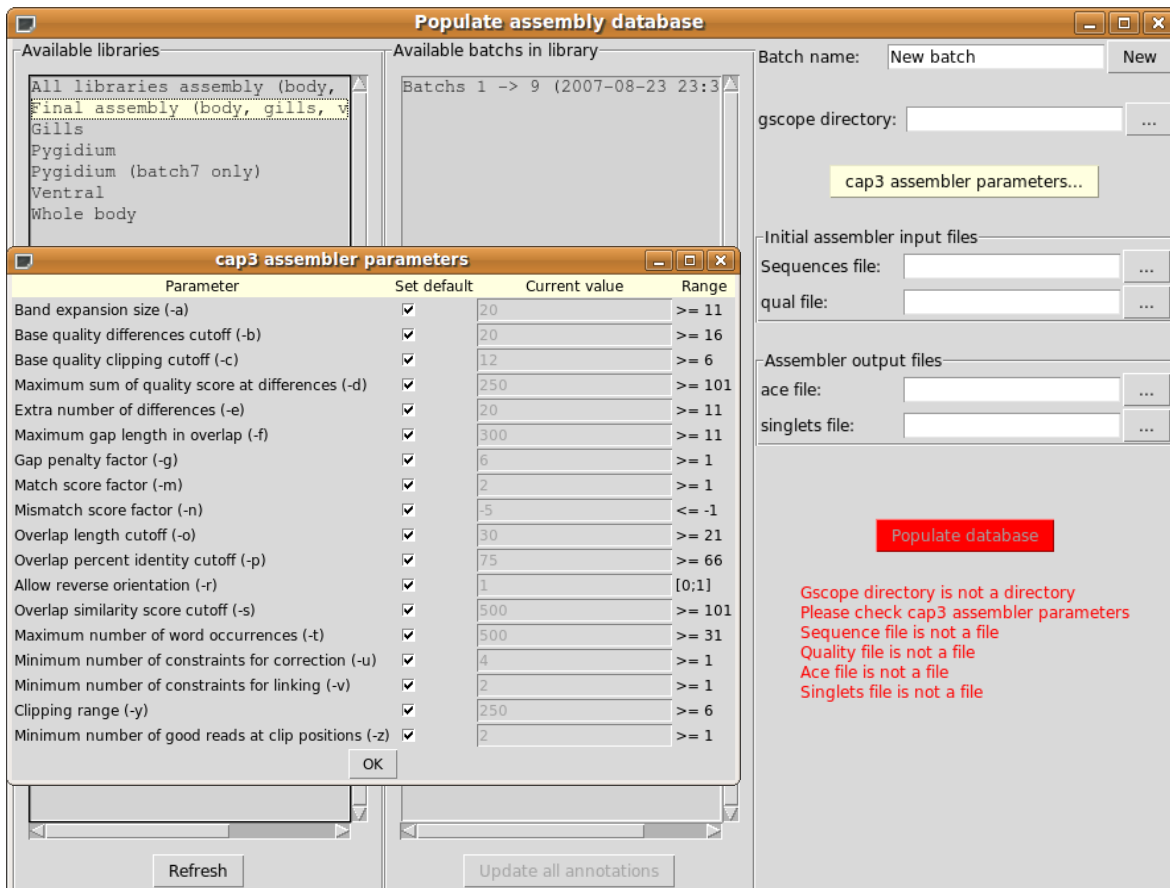 Populate assembly database
Available libraries
All libraries assembly (body,
Final assembly (body, gills, v
Gills
Pygidium
Pygidium (batch7 only)
Ventral
Whole body
Available batchs in library
Batchs 1 -> 9 (2007-08-23 23:3
Batch name: New batch New
gscope directory: ...
cap3 assembler parameters...
Initial assembler input files
Sequences file: ...
qual file: ...
Assembler output files
ace file: ...
singlets file: ...
Populate database
Gscope directory is not a directory
Please check cap3 assembler parameters
Sequence file is not a file
Quality file is not a file
Ace file is not a file
Singlets file is not a file
cap3 assembler parameters
Parameter Set default Current value Range
Band expansion size (-a) 20 >= 11
Base quality differences cutoff (-b) 20 >= 16
Base quality clipping cutoff (-c) 12 >= 6
Maximum sum of quality score at differences (-d) 250 >= 101
Extra number of differences (-e) 20 >= 11
Maximum gap length in overlap (-f) 300 >= 11
Gap penalty factor (-g) 6 >= 1
Match score factor (-m) 2 >= 1
Mismatch score factor (-n) -5 <= -1
Overlap length cutoff (-o) 30 >= 21
Overlap percent identity cutoff (-p) 75 >= 66
Allow reverse orientation (-r) 1 [0;1]
Overlap similarity score cutoff (-s) 500 >= 101
Maximum number of word occurrences (-t) 500 >= 31
Minimum number of constraints for correction (-u) 4 >= 1
Minimum number of constraints for linking (-v) 2 >= 1
Clipping range (-y) 250 >= 6
Minimum number of good reads at clip positions (-z) 2 >= 1
OK
Refresh
Update all annotations